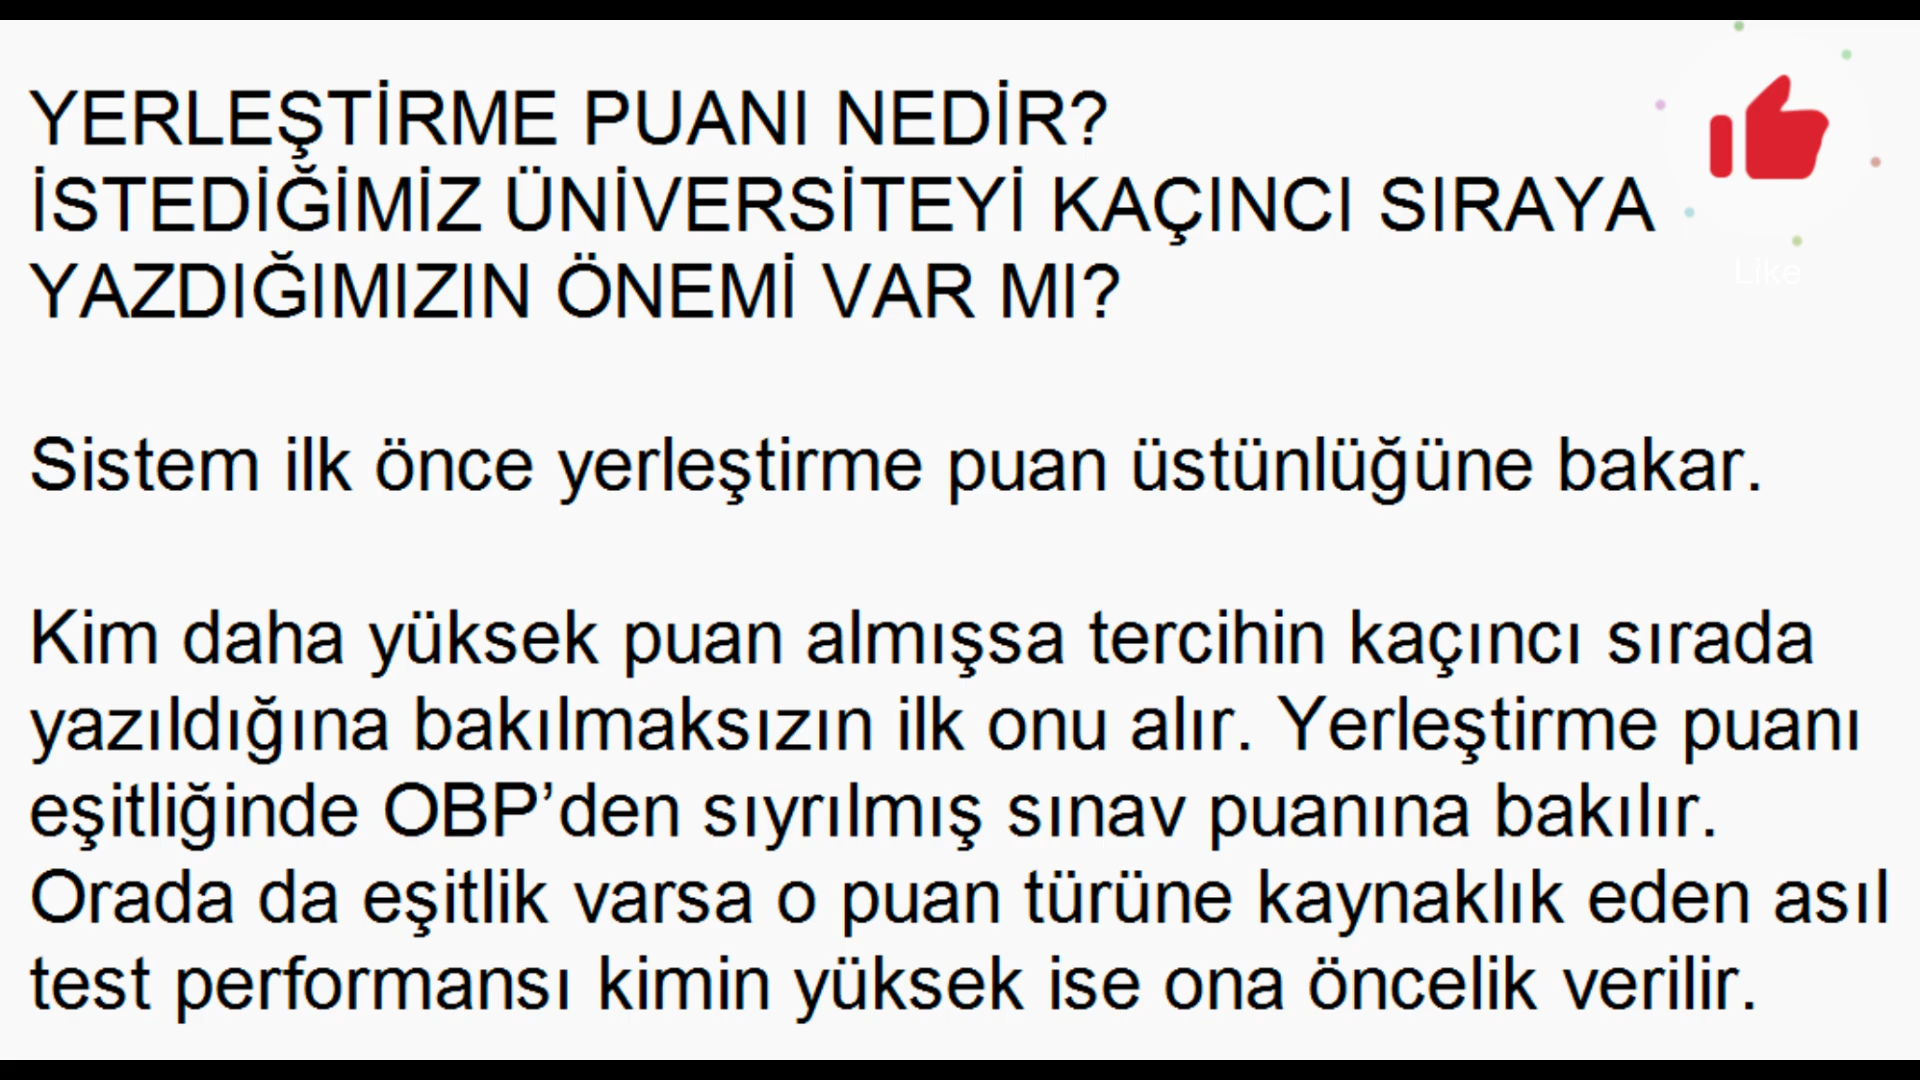 YERLEŞTİRME PUANI NEDİR?
İSTEDİĞİMİZ ÜNİVERSİTEYİ KAÇINCI SIRAYA
YAZDIĞIMIZIN ÖNEMİ VAR MI?
Like
Sistem ilk önce yerleştirme puan üstünlüğüne bakar.
Kim daha yüksek puan almışsa tercihin kaçıncı sırada
yazıldığına bakılmaksızın ilk onu alır. Yerleştirme puanı
eşitliğinde OBP’den sıyrılmış sınav puanına bakılır.
Orada da eşitlik varsa o puan türüne kaynaklık eden asıl
test performansı kimin yüksek ise ona öncelik verilir.